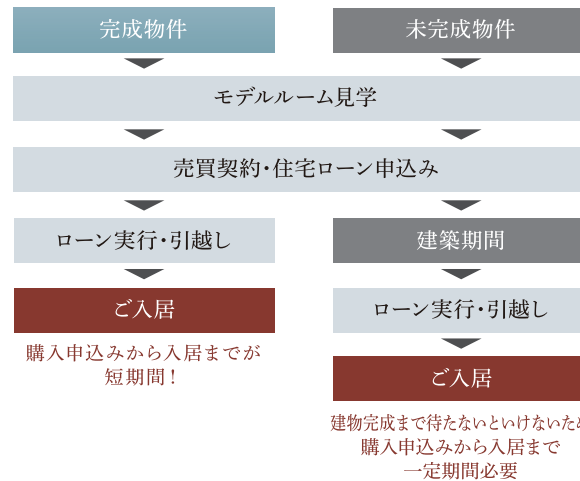 完成物件
未完成物件
モデルルーム見学
売買契約・住宅ローン申込み
ローン実行・引越し
建築期間
ご入居
ローン実行・引越し
購入申込みから入居までが
短期間！
ご入居
建物完成まで待たないといけないため
購入申込みから入居まで
一定期間必要